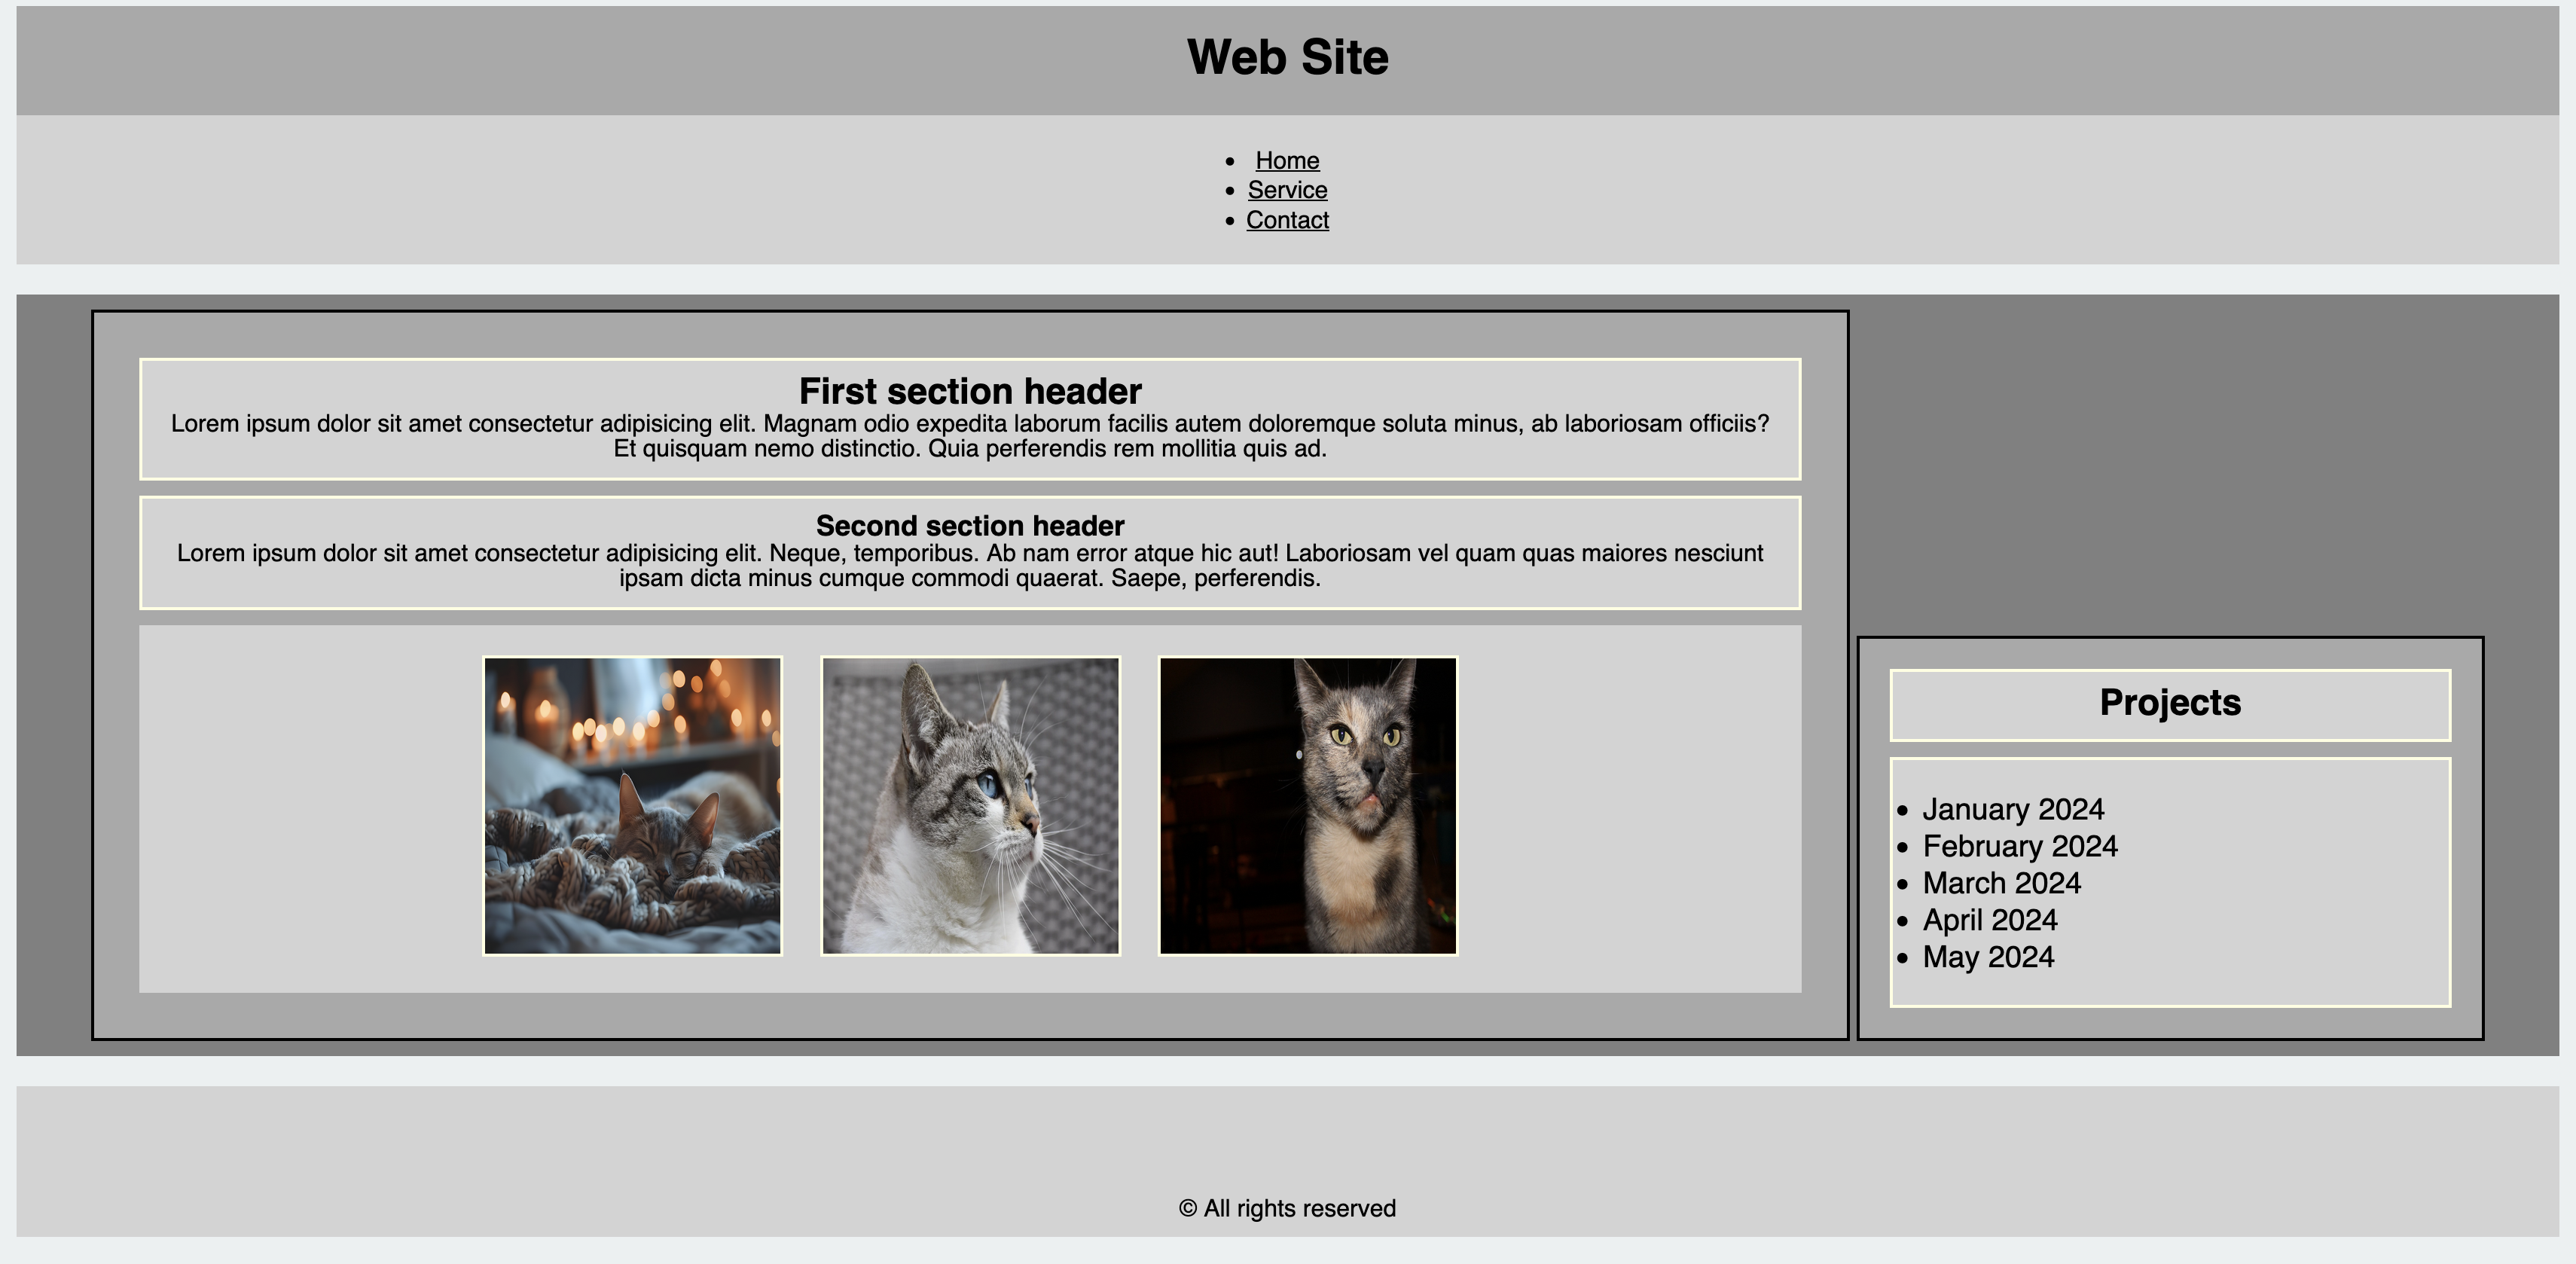 Web Site
Home
Service
Contact
First section header
Lorem ipsum dolor sit amet consectetur adipisicing elit. Magnam odio expedita laborum facilis autem doloremque soluta minus, ab laboriosam officiis?
Et quisquam nemo distinctio. Quia perferendis rem mollitia quis ad.
Second section header
Lorem ipsum dolor sit amet consectetur adipisicing elit. Neque, temporibus. Ab nam error atque hic aut! Laboriosam vel quam quas maiores nesciunt
ipsam dicta minus cumque commodi quaerat. Saepe, perferendis.
Projects
January 2024
February 2024
March 2024
April 2024
May 2024
© All rights reserved